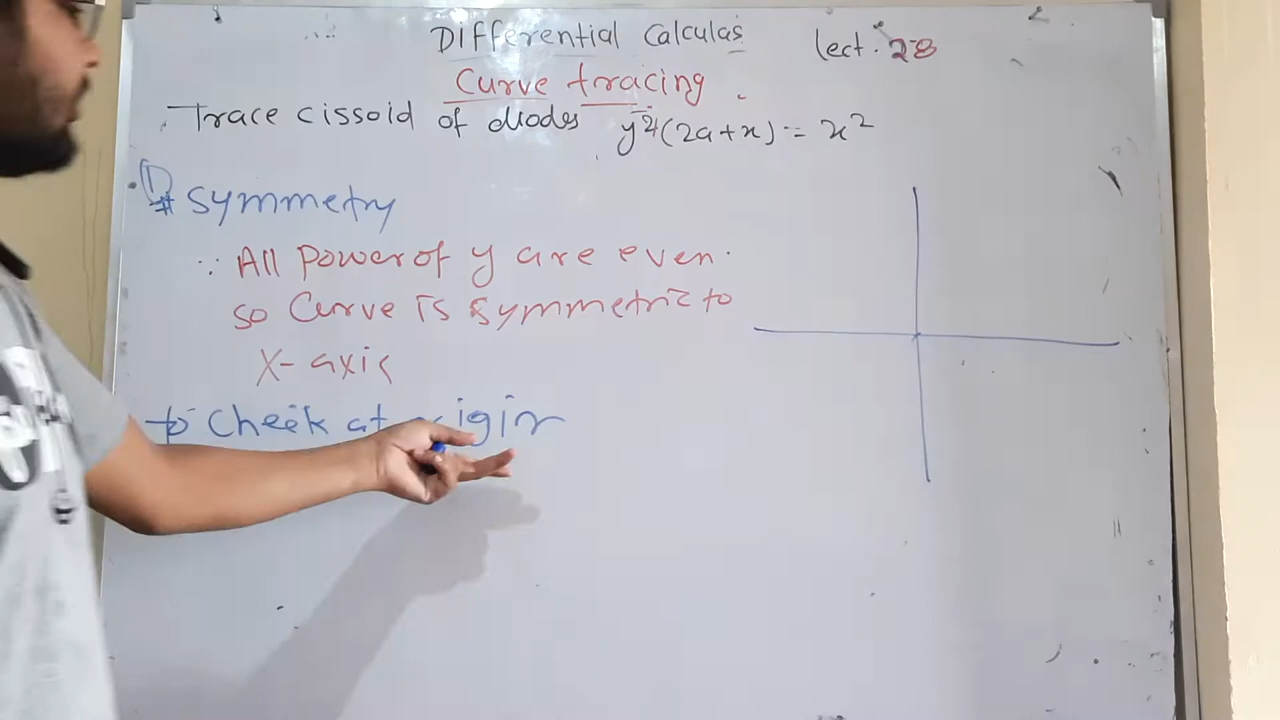 Differential Calculas
Lect. 28
Curve tracing
Trace cissoid of diodes y²(2a+x) = x²
1
# symmetry
∵ All Power of y are even.
so Curve is symmetric to
X-axis
Check at origin